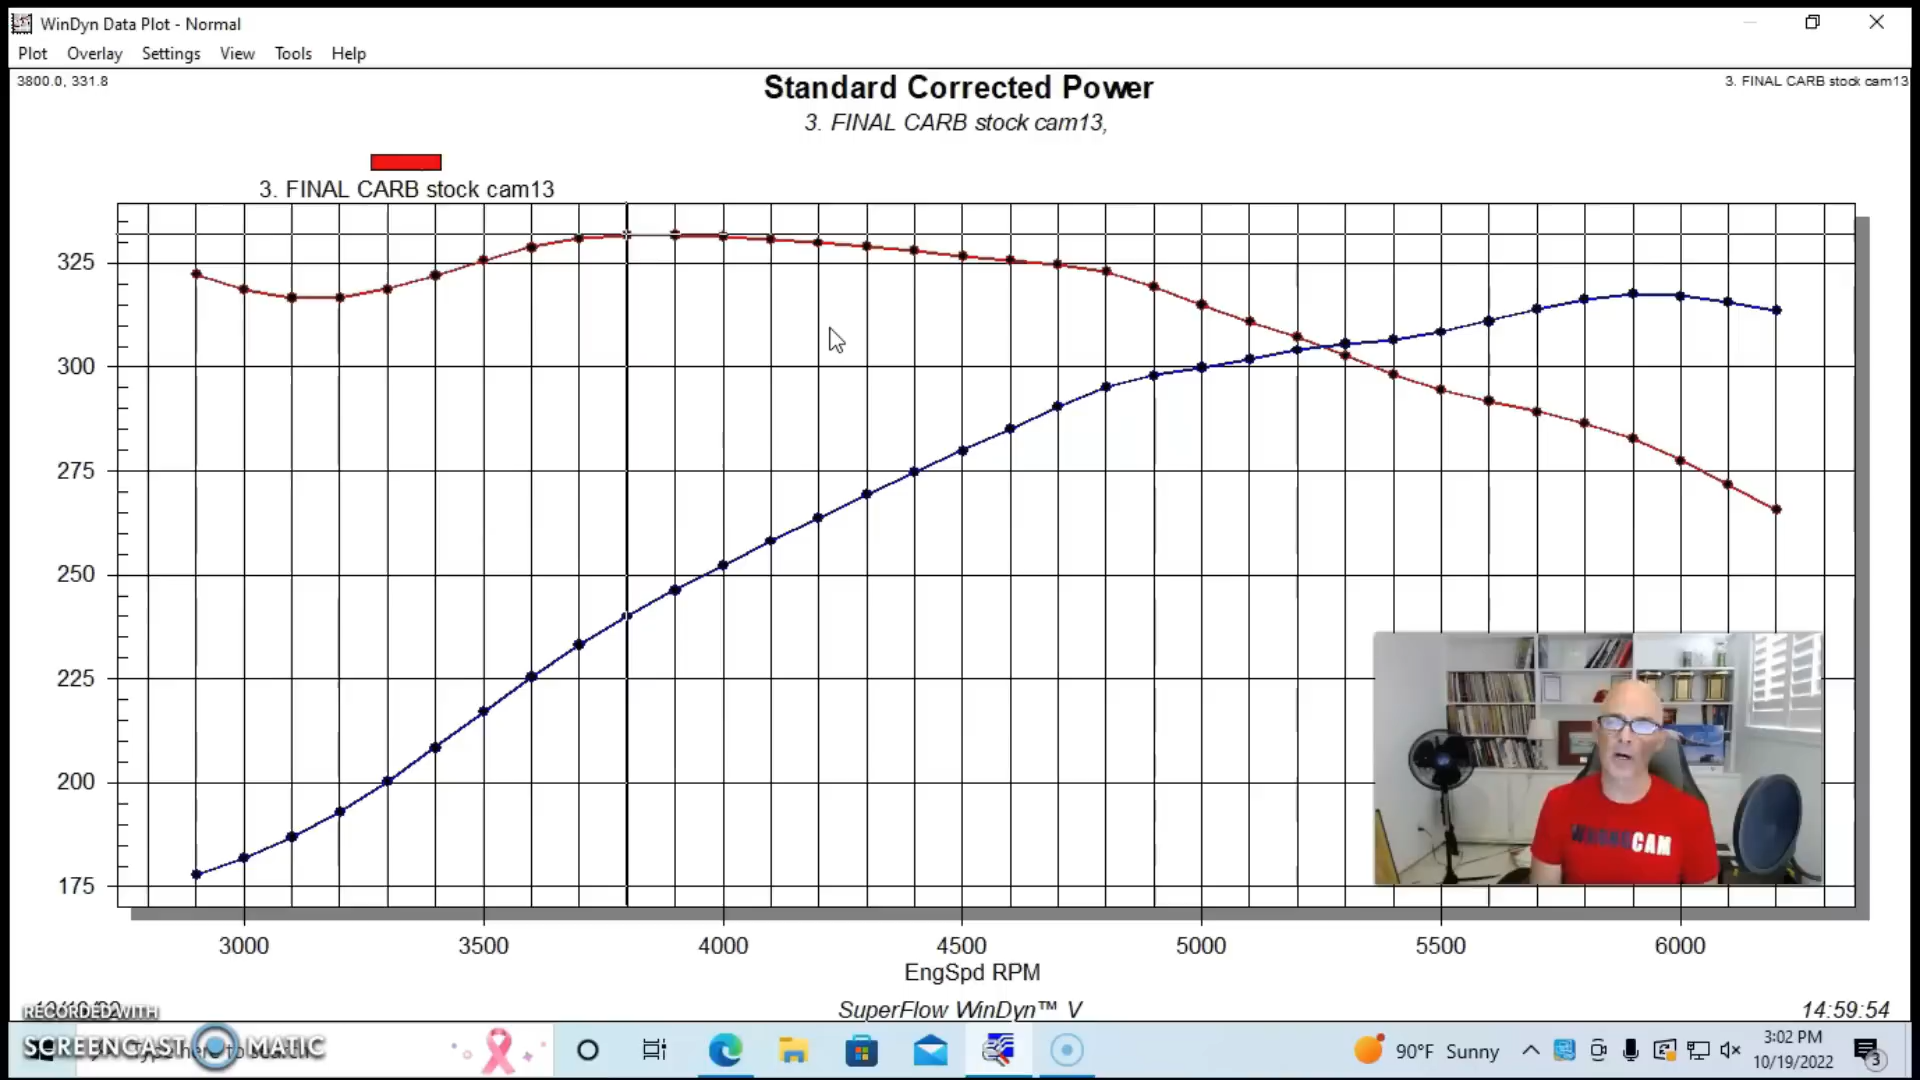 WinDyn Data Plot - Normal
Plot Overlay Settings View Tools Help
3800.0, 331.8
Standard Corrected Power
3. FINAL CARB stock cam13
3. FINAL CARB stock cam13,
3. FINAL CARB stock cam13
325
300
275
250
225
200
175
CAM
3000 3500 4000 4500 5000 5500 6000
EngSpd RPM
RECORDED WITH
SuperFlow WinDyn™ V
14:59:54
SCREENCAST MATIC
90°F Sunny
3:02 PM
10/19/2022
3